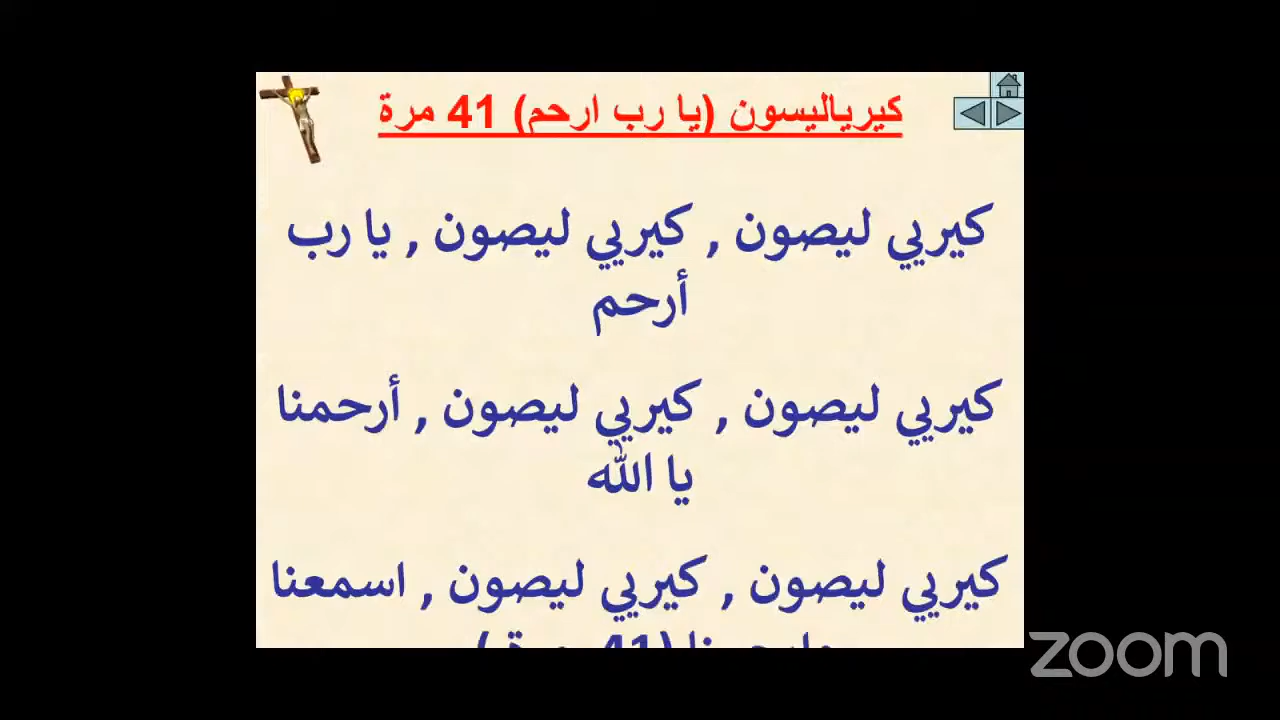 كيرياليسون (يا رب ارحم) 41 مرة
كيريي ليصون , كيريي ليصون , يا رب
أرحم
كيريي ليصون , كيريي ليصون , أرحمنا
يا الله
كيريي ليصون , كيريي ليصون , اسمعنا
(41
zoom